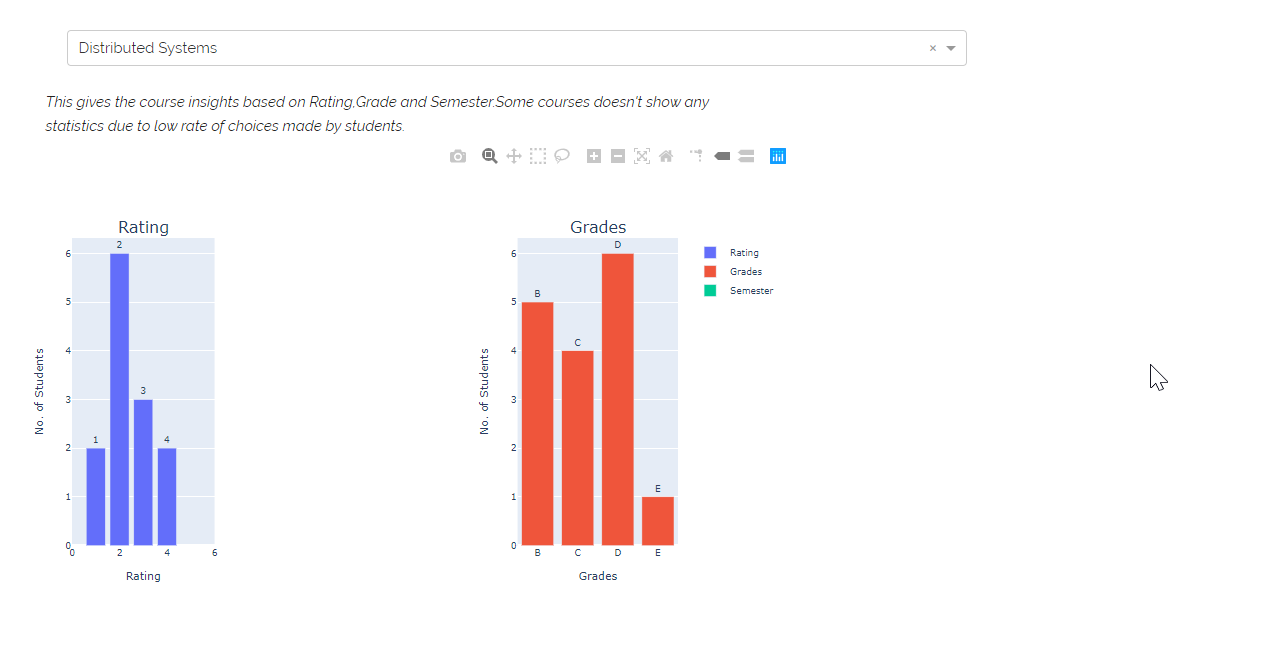 Distributed Systems
This gives the course insights based on Rating,Grade and Semester.Some courses doesn't show any
statistics due to low rate of choices made by students.
Rating
No. of Students
6
5
4
3
2
1
0
1
2
3
4
0 2 4 6
Rating
Grades
No. of Students
6
5
4
3
2
1
0
B
C
D
E
B C D E
Grades
Rating
Grades
Semester